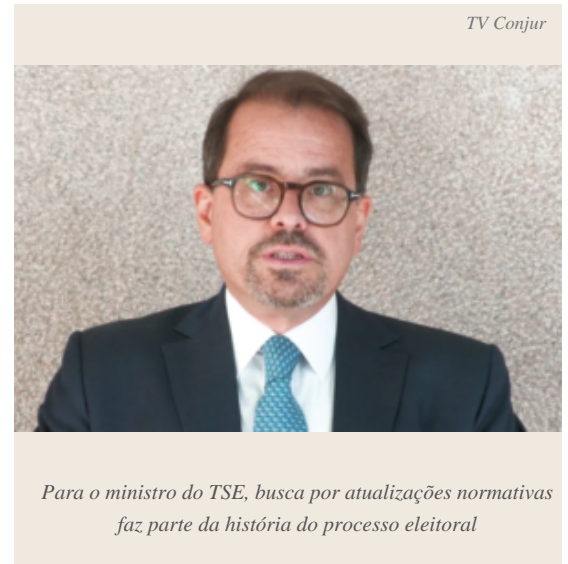 TV Conjur
Para o ministro do TSE, busca por atualizações normativas
faz parte da história do processo eleitoral